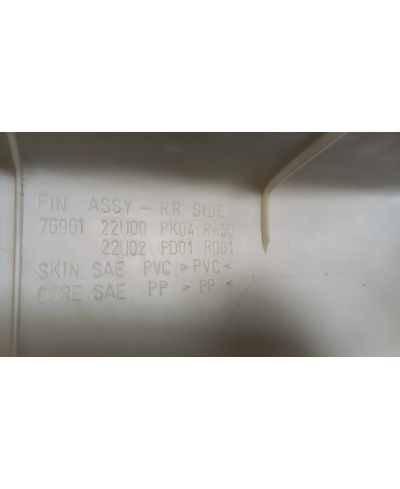 FIN ASSY - RR SIDE
76901 22U00 PK04 RW50
22U02 PD01 RD01
SKIN SAE PVC > PVC <
CORE SAE PP > PP <